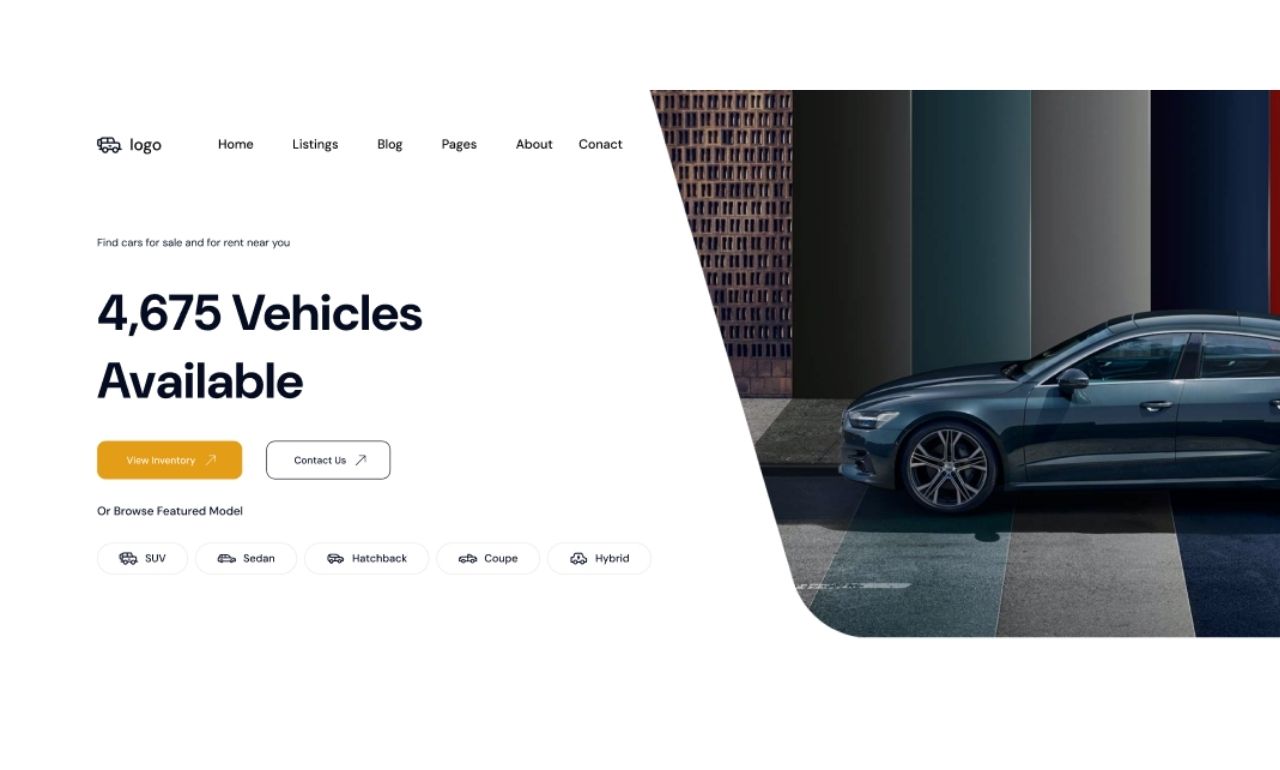 logo
Home Listings Blog Pages About Conact
Find cars for sale and for rent near you
4,675 Vehicles
Available
View Inventory Contact Us
Or Browse Featured Model
SUV Sedan Hatchback Coupe Hybrid